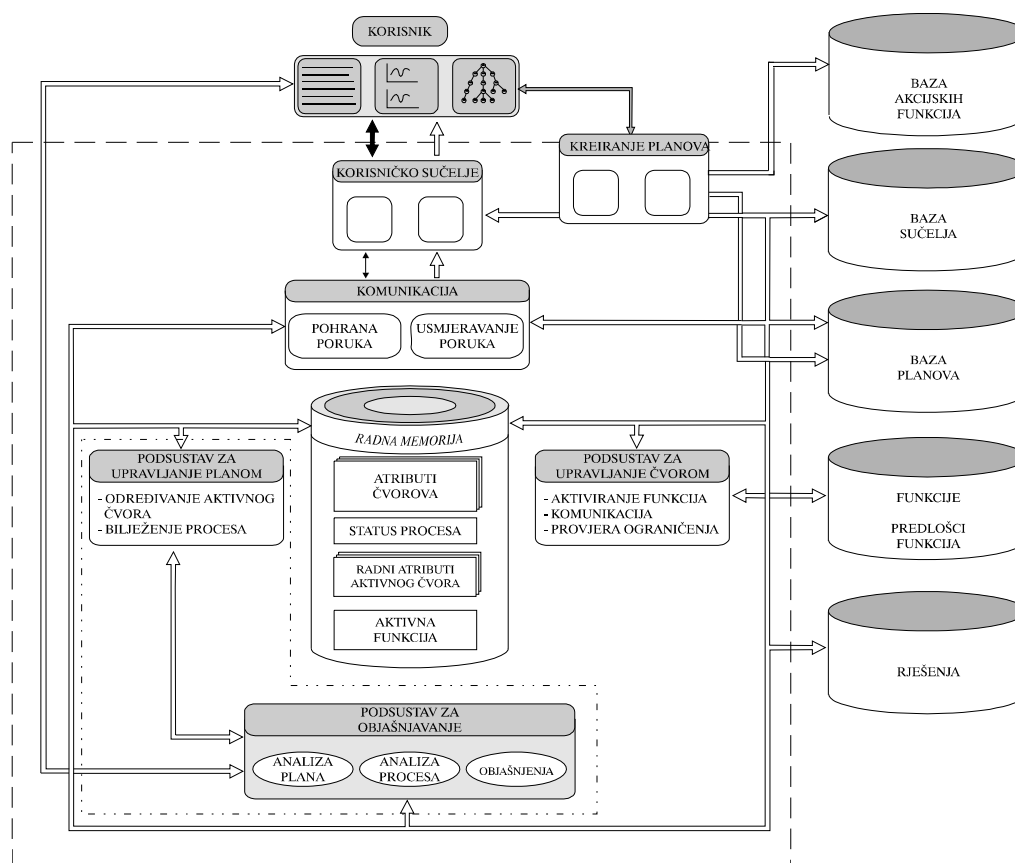 KORISNIK
KORISNIČKO SUČELJE
KREIRANJE PLANOVA
KOMUNIKACIJA
POHRANA
PORUKA
USMJERAVANJE
PORUKA
RADNA MEMORIJA
ATRIBUTI
ČVOROVA
STATUS PROCESA
RADNI ATRIBUTI
AKTIVNOG ČVORA
AKTIVNA
FUNKCIJA
PODSUSTAV ZA
UPRAVLJANJE PLANOM
- ODREĐIVANJE AKTIVNOG
ČVORA
- BILJEŽENJE PROCESA
PODSUSTAV ZA
UPRAVLJANJE ČVOROM
- AKTIVIRANJE FUNKCIJA
- KOMUNIKACIJA
- PROVJERA OGRANIČENJA
PODSUSTAV ZA
OBJAŠNJAVANJE
ANALIZA
PLANA
ANALIZA
PROCESA
OBJAŠNJENJA
BAZA
AKCIJSKIH
FUNKCIJA
BAZA
SUČELJA
BAZA
PLANOVA
FUNKCIJE
PREDLOŠCI
FUNKCIJA
RJEŠENJA